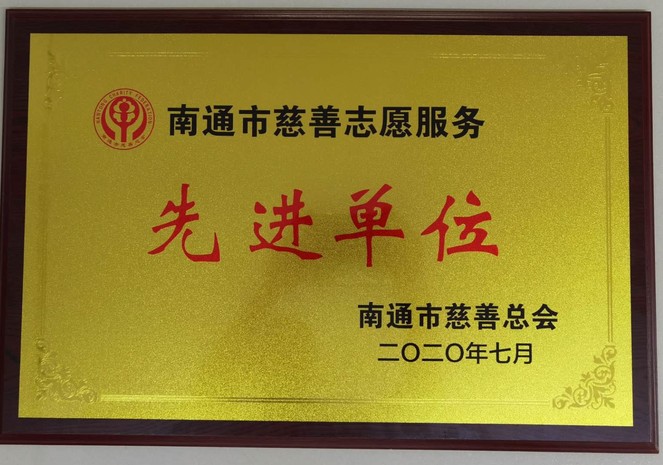 南通市慈善志愿服务
先进单位
南通市慈善总会
二〇二〇年七月